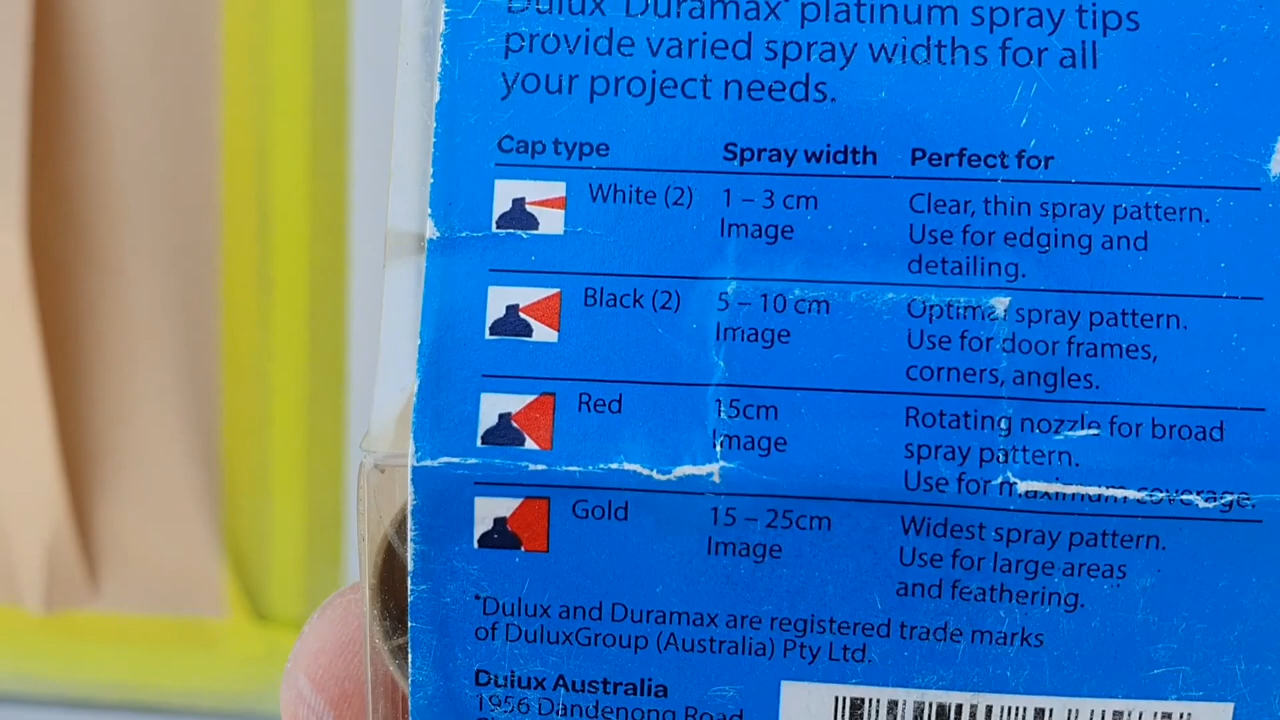 Dulux Duramax* platinum spray tips
provide varied spray widths for all
your project needs.
Cap type Spray width Perfect for
White (2) 1 – 3 cm Clear, thin spray pattern.
Image Use for edging and
detailing.
Black (2) 5 – 10 cm Optimal spray pattern.
Image Use for door frames,
corners, angles.
Red 15cm Rotating nozzle for broad
Image spray pattern.
Use for maximum coverage.
Gold 15 – 25cm Widest spray pattern.
Image Use for large areas
and feathering.
*Dulux and Duramax are registered trade marks
of DuluxGroup (Australia) Pty Ltd.
Dulux Australia
1956 Dandenong Road